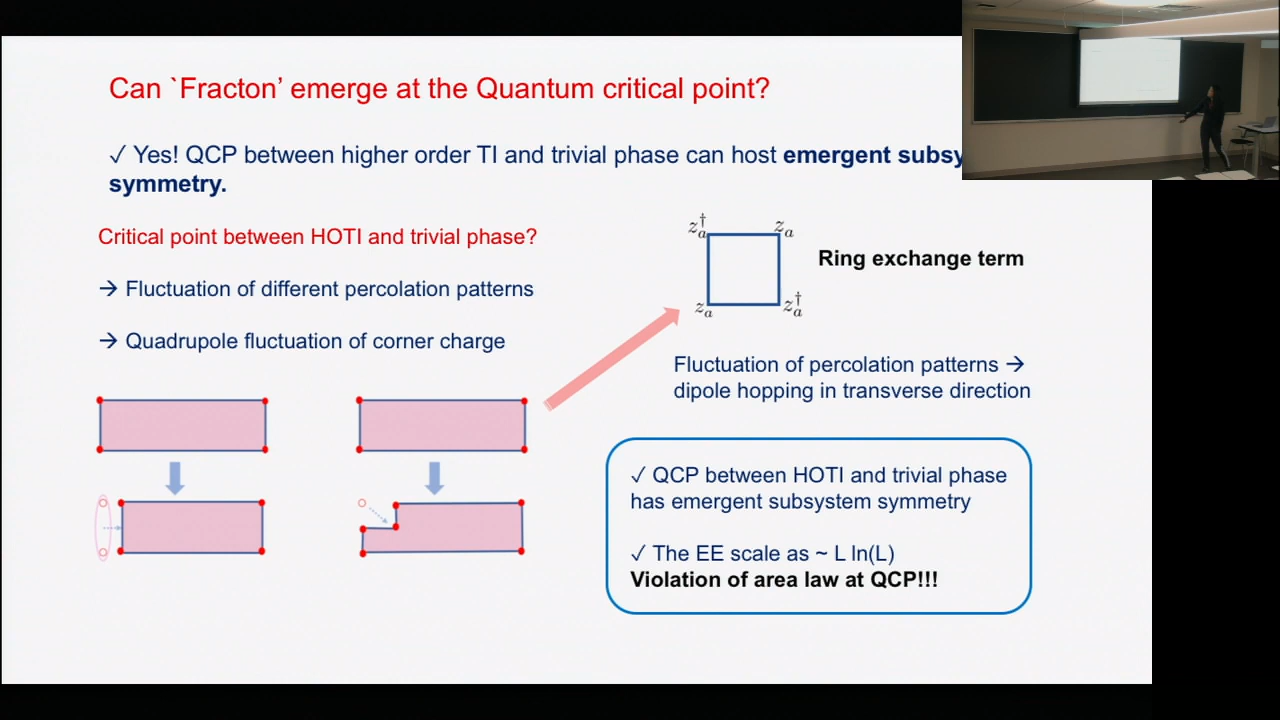 Can `Fracton’ emerge at the Quantum critical point?
✓ Yes! QCP between higher order TI and trivial phase can host emergent
symmetry.
Critical point between HOTI and trivial phase?
→ Fluctuation of different percolation patterns
→ Quadrupole fluctuation of corner charge
z_a^† z_a
z_a z_a^†
Ring exchange term
Fluctuation of percolation patterns →
dipole hopping in transverse direction
✓ QCP between HOTI and trivial phase
has emergent subsystem symmetry
✓ The EE scale as ~ L ln(L)
Violation of area law at QCP!!!